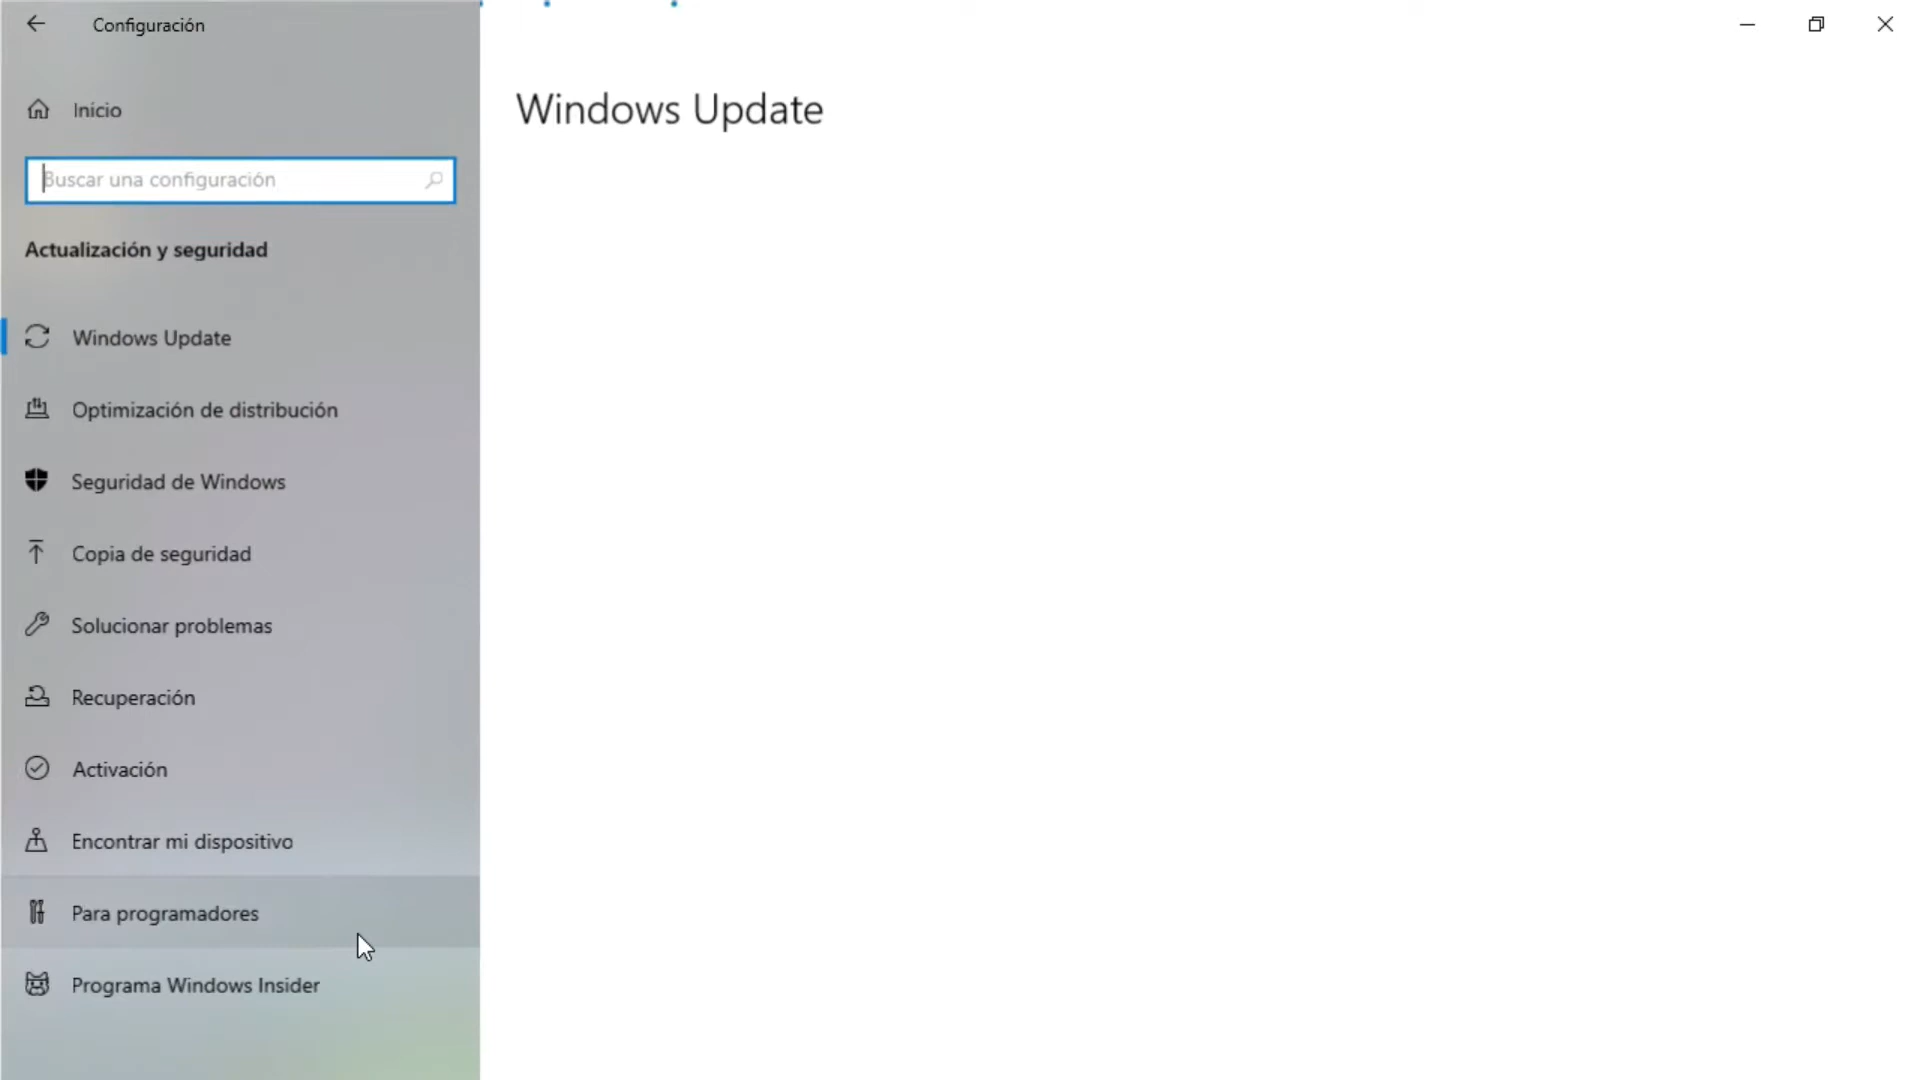 Configuración
Inicio
Buscar una configuración
Actualización y seguridad
Windows Update
Optimización de distribución
Seguridad de Windows
Copia de seguridad
Solucionar problemas
Recuperación
Activación
Encontrar mi dispositivo
Para programadores
Programa Windows Insider
Windows Update